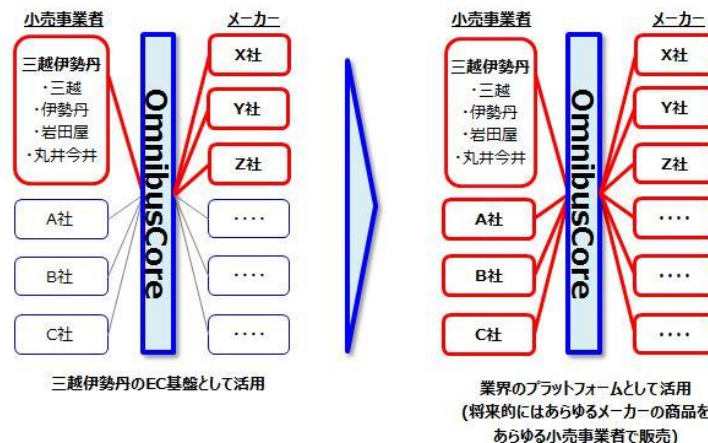 小売事業者
メーカー
三越伊勢丹
・三越
・伊勢丹
・岩田屋
・丸井今井
A社
B社
C社
OmnibusCore
X社
Y社
Z社
‥‥
‥‥
‥‥
三越伊勢丹のEC基盤として活用
小売事業者
メーカー
三越伊勢丹
・三越
・伊勢丹
・岩田屋
・丸井今井
A社
B社
C社
OmnibusCore
X社
Y社
Z社
‥‥
‥‥
‥‥
業界のプラットフォームとして活用
(将来的にはあらゆるメーカーの商品を
あらゆる小売事業者で販売)